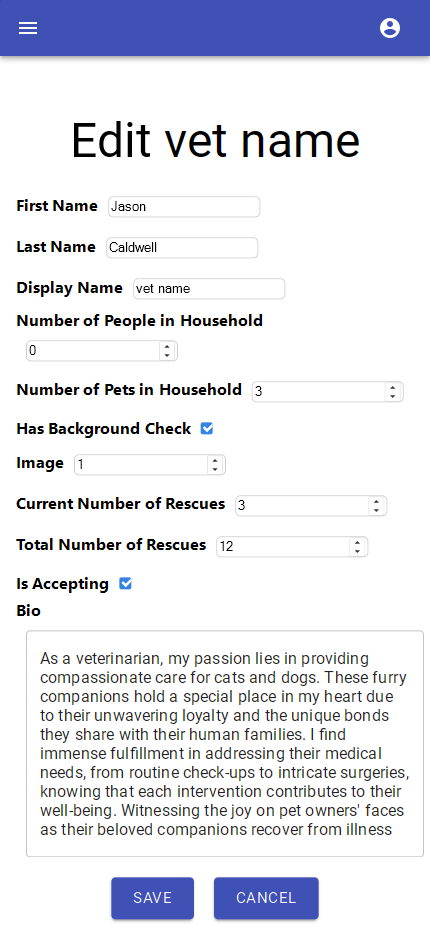 Edit vet name
First Name Jason
Last Name Caldwell
Display Name vet name
Number of People in Household
0
Number of Pets in Household 3
Has Background Check
Image 1
Current Number of Rescues 3
Total Number of Rescues 12
Is Accepting
Bio
As a veterinarian, my passion lies in providing
compassionate care for cats and dogs. These furry
companions hold a special place in my heart due
to their unwavering loyalty and the unique bonds
they share with their human families. I find
immense fulfillment in addressing their medical
needs, from routine check-ups to intricate surgeries,
knowing that each intervention contributes to their
well-being. Witnessing the joy on pet owners' faces
as their beloved companions recover from illness
SAVE CANCEL